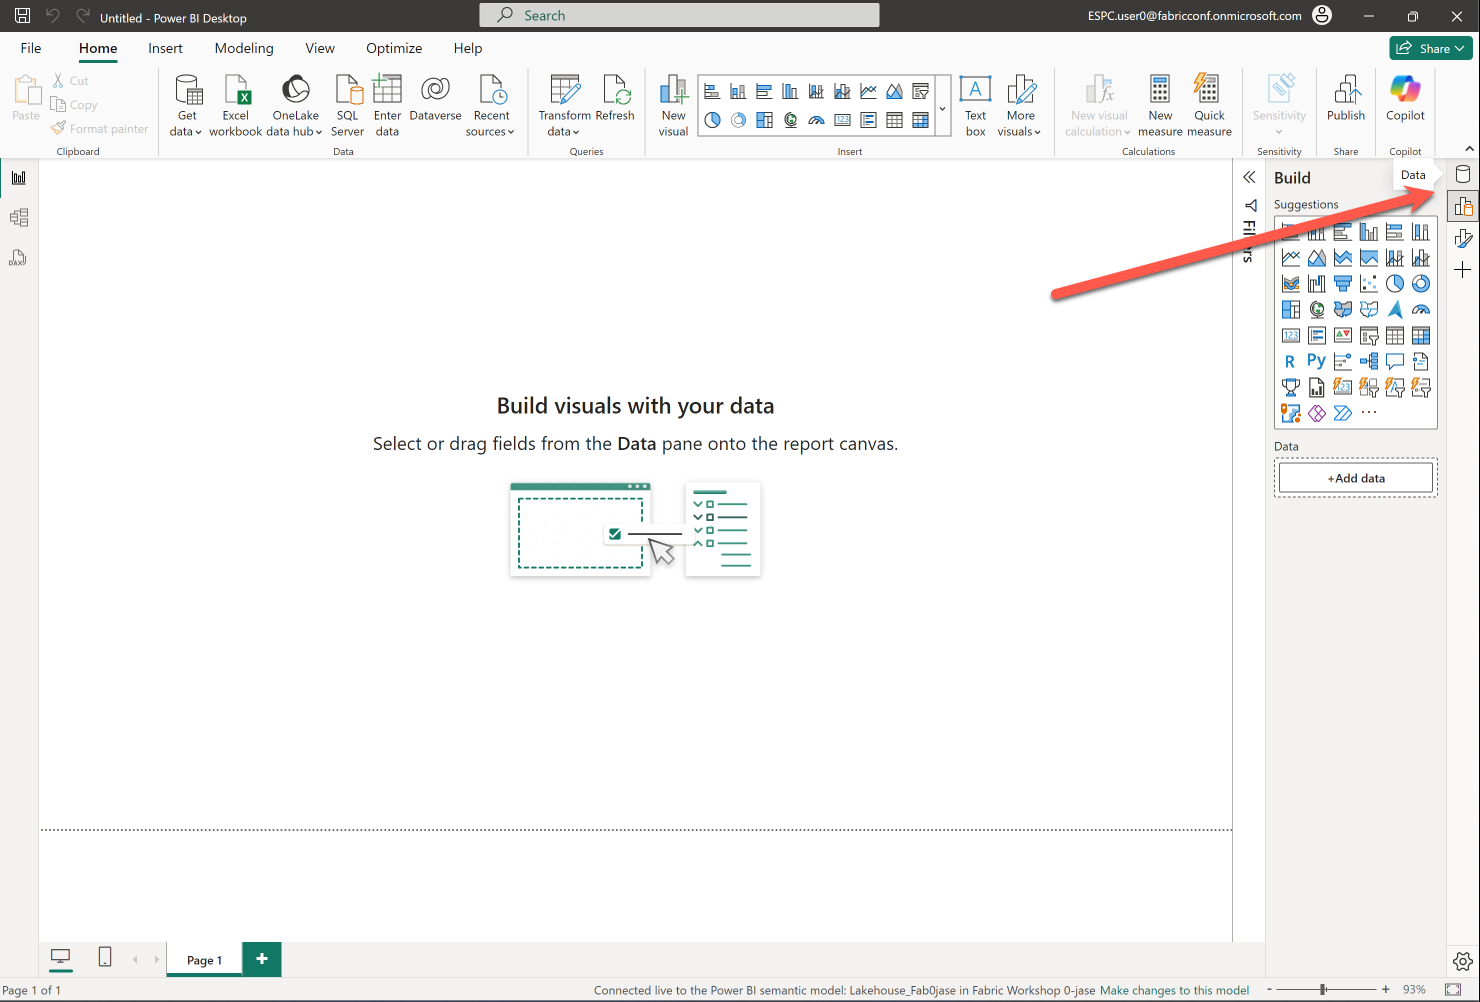 Untitled - Power BI Desktop
Search
ESPC.user0@fabricconf.onmicrosoft.com
File Home Insert Modeling View Optimize Help
Share
Paste
Cut
Copy
Format painter
Clipboard
Get data
Excel workbook
OneLake data hub
SQL Server
Enter data
Dataverse
Recent sources
Data
Transform data
Refresh
Queries
New visual
Insert
Text box
More visuals
New visual calculation
New measure
Quick measure
Calculations
Sensitivity
Sensitivity
Publish
Share
Copilot
Copilot
DAX
Filters
Build
Data
Suggestions
123
R
Py
123
Data
+Add data
Build visuals with your data
Select or drag fields from the Data pane onto the report canvas.
Page 1
+
Page 1 of 1
Connected live to the Power BI semantic model: Lakehouse_Fab0jase in Fabric Workshop 0-jase Make changes to this model
- + 93%